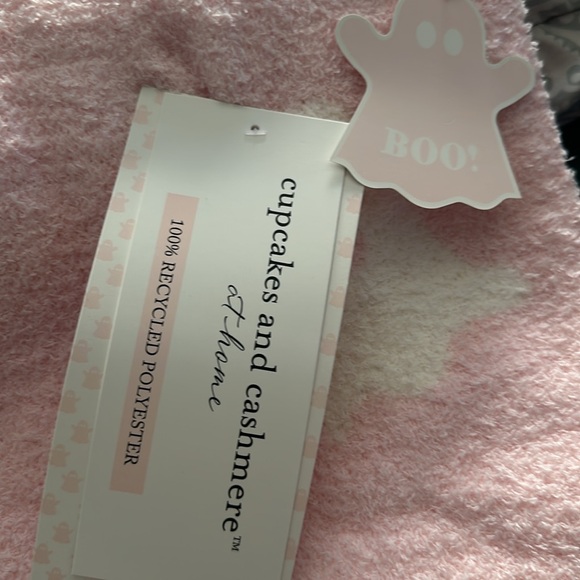 BOO!
cupcakes and cashmere™
at home
100% RECYCLED POLYESTER